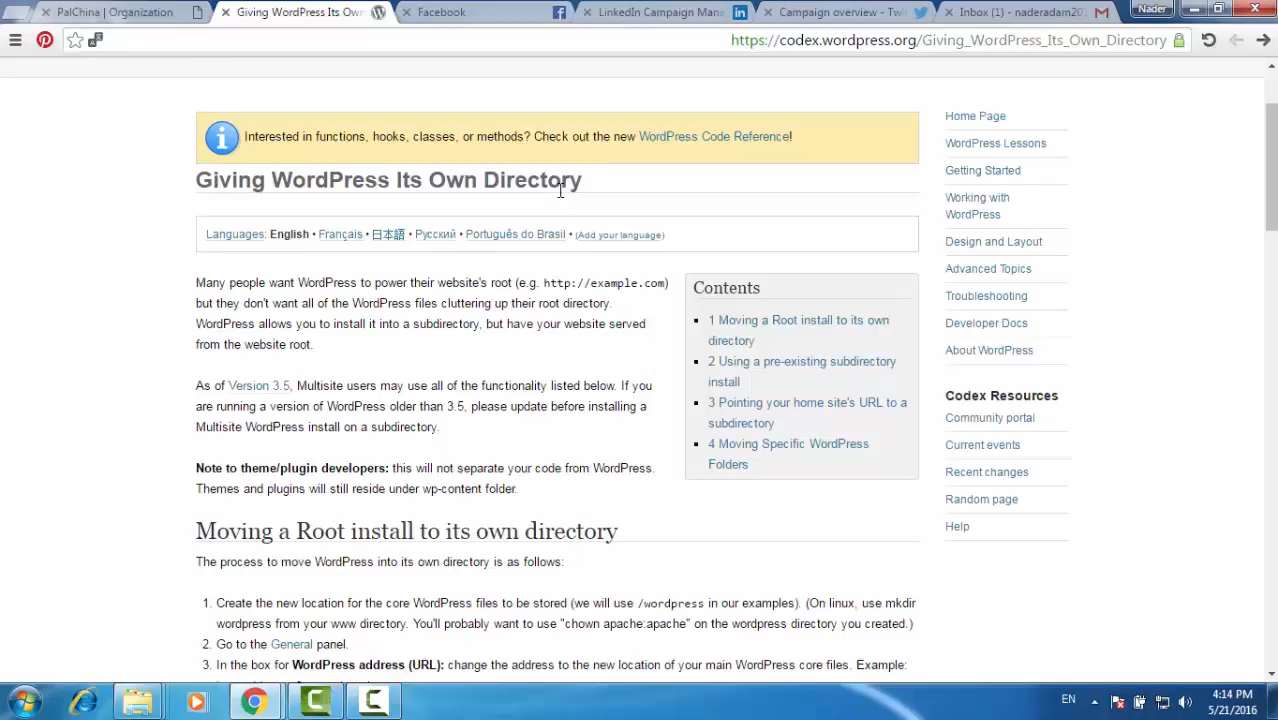 PalChina | Organization
Giving WordPress Its Own
Facebook
LinkedIn Campaign Mana
Campaign overview - Twi
Inbox (1) - naderadam201
Nader
https://codex.wordpress.org/Giving_WordPress_Its_Own_Directory
Interested in functions, hooks, classes, or methods? Check out the new WordPress Code Reference!
Giving WordPress Its Own Directory
Languages: English • Français • 日本語 • Русский • Português do Brasil • (Add your language)
Many people want WordPress to power their website's root (e.g. http://example.com)
but they don't want all of the WordPress files cluttering up their root directory.
WordPress allows you to install it into a subdirectory, but have your website served
from the website root.
As of Version 3.5, Multisite users may use all of the functionality listed below. If you
are running a version of WordPress older than 3.5, please update before installing a
Multisite WordPress install on a subdirectory.
Note to theme/plugin developers: this will not separate your code from WordPress.
Themes and plugins will still reside under wp-content folder.
Contents
1 Moving a Root install to its own
directory
2 Using a pre-existing subdirectory
install
3 Pointing your home site's URL to a
subdirectory
4 Moving Specific WordPress
Folders
Moving a Root install to its own directory
The process to move WordPress into its own directory is as follows:
1. Create the new location for the core WordPress files to be stored (we will use /wordpress in our examples). (On linux, use mkdir
wordpress from your www directory. You'll probably want to use "chown apache:apache" on the wordpress directory you created.)
2. Go to the General panel.
3. In the box for WordPress address (URL): change the address to the new location of your main WordPress core files. Example:
Home Page
WordPress Lessons
Getting Started
Working with
WordPress
Design and Layout
Advanced Topics
Troubleshooting
Developer Docs
About WordPress
Codex Resources
Community portal
Current events
Recent changes
Random page
Help
EN
4:14 PM
5/21/2016